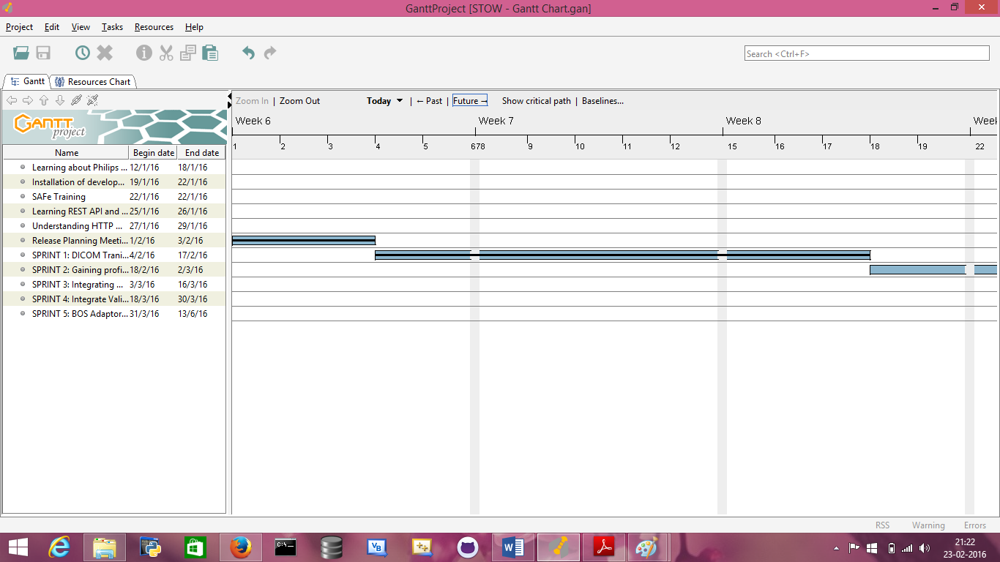 GanttProject [STOW - Gantt Chart.gan]
Project Edit View Tasks Resources Help
Search <Ctrl+F>
Gantt Resources Chart
Zoom In | Zoom Out Today | ← Past | Future → Show critical path | Baselines...
GANTT project
Week 6 Week 7 Week 8 Week
1 2 3 4 5 6 7 8 9 10 11 12 15 16 17 18 19 22
Name Begin date End date
Learning about Philips ... 12/1/16 18/1/16
Installation of develop... 19/1/16 22/1/16
SAFe Training 22/1/16 22/1/16
Learning REST API and ... 25/1/16 26/1/16
Understanding HTTP ... 27/1/16 29/1/16
Release Planning Meeti... 1/2/16 3/2/16
SPRINT 1: DICOM Trani... 4/2/16 17/2/16
SPRINT 2: Gaining profi... 18/2/16 2/3/16
SPRINT 3: Integrating ... 3/3/16 16/3/16
SPRINT 4: Integrate Vali... 18/3/16 30/3/16
SPRINT 5: BOS Adaptor... 31/3/16 13/6/16
RSS Warning Errors
C:\_
VB
W
21:22
23-02-2016